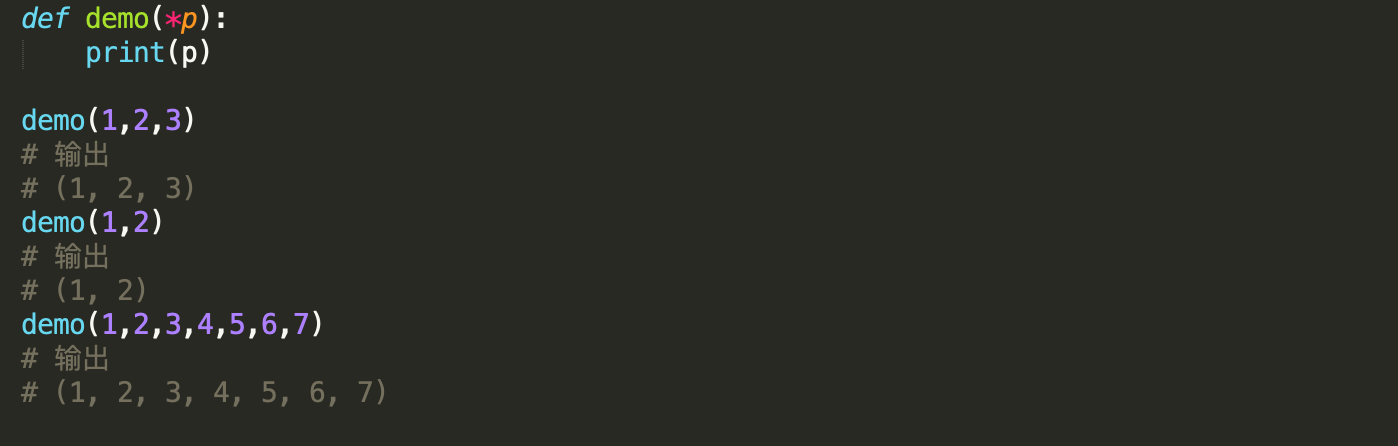 def demo(*p):
    print(p)
demo(1,2,3)
# 输出
# (1, 2, 3)
demo(1,2)
# 输出
# (1, 2)
demo(1,2,3,4,5,6,7)
# 输出
# (1, 2, 3, 4, 5, 6, 7)